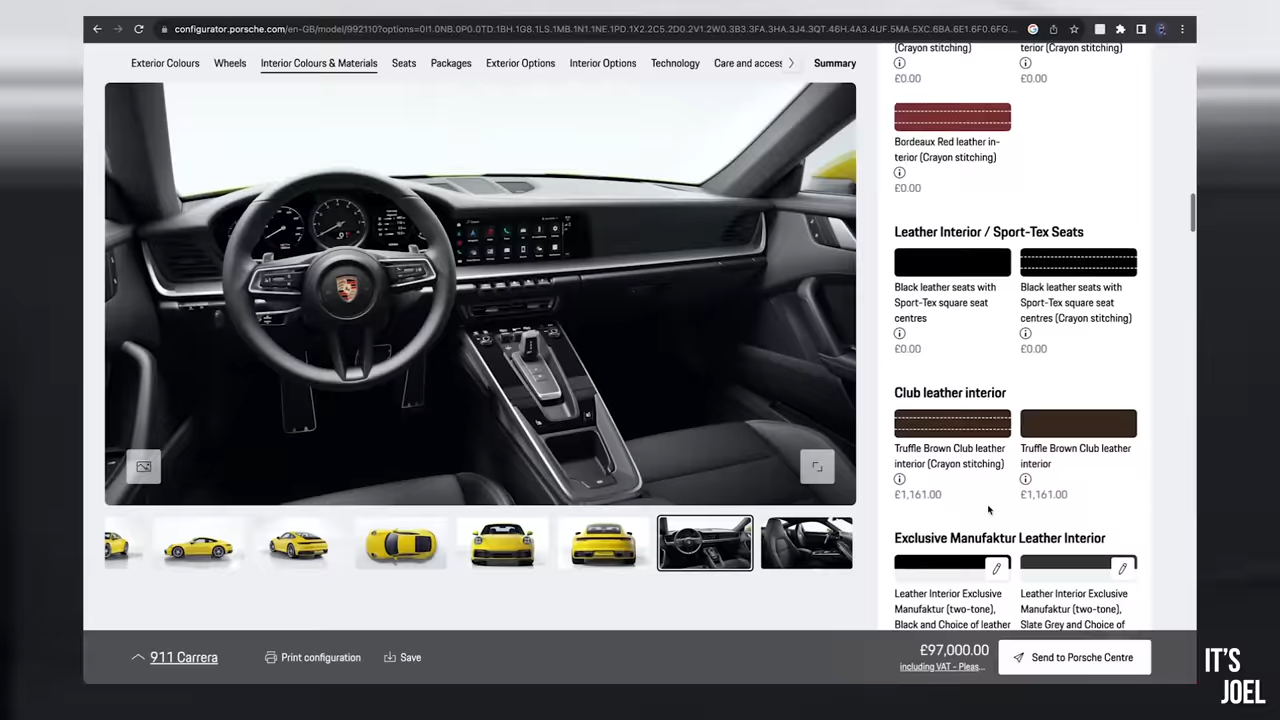 configurator.porsche.com/en-GB/model/992110?options=0I1.0NB.0P0.0TD.1BH.1G8.1LS.1MB.1N1.1NE.1PD.1X2.2C5.2D0.2V1.2W0.3B3.3FA.3HA.3J4.3QT.46H.4A3.4UF.5MA.5XC.6BA.6E1.6F0.6FG...
Exterior Colours Wheels Interior Colours & Materials Seats Packages Exterior Options Interior Options Technology Care and access Summary
(Crayon stitching) terior (Crayon stitching)
£0.00 £0.00
Bordeaux Red leather in-
terior (Crayon stitching)
£0.00
Leather Interior / Sport-Tex Seats
Black leather seats with
Sport-Tex square seat
centres
£0.00
Black leather seats with
Sport-Tex square seat
centres (Crayon stitching)
£0.00
Club leather interior
Truffle Brown Club leather
interior (Crayon stitching)
£1,161.00
Truffle Brown Club leather
interior
£1,161.00
Exclusive Manufaktur Leather Interior
Leather Interior Exclusive
Manufaktur (two-tone),
Black and Choice of leather
Leather Interior Exclusive
Manufaktur (two-tone),
Slate Grey and Choice of
911 Carrera
Print configuration
Save
£97,000.00
including VAT - Pleas...
Send to Porsche Centre
IT'S
JOEL